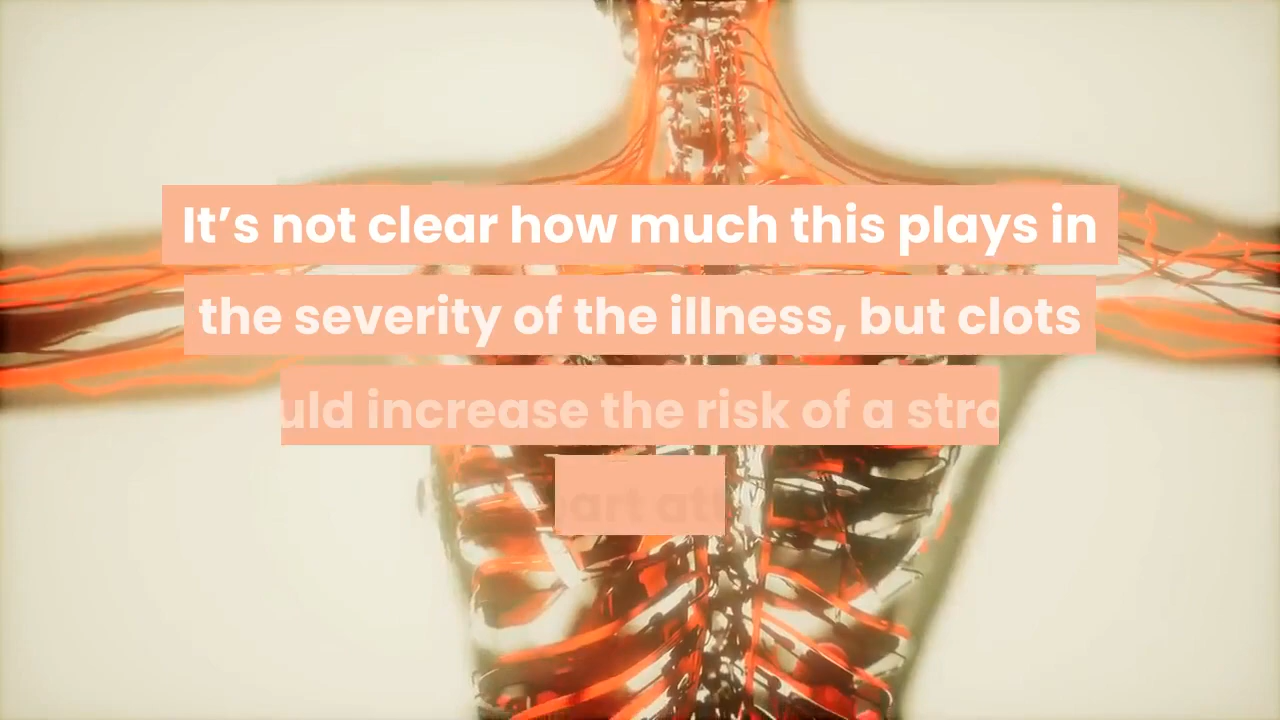 It’s not clear how much this plays in
the severity of the illness, but clots
increase the risk of a